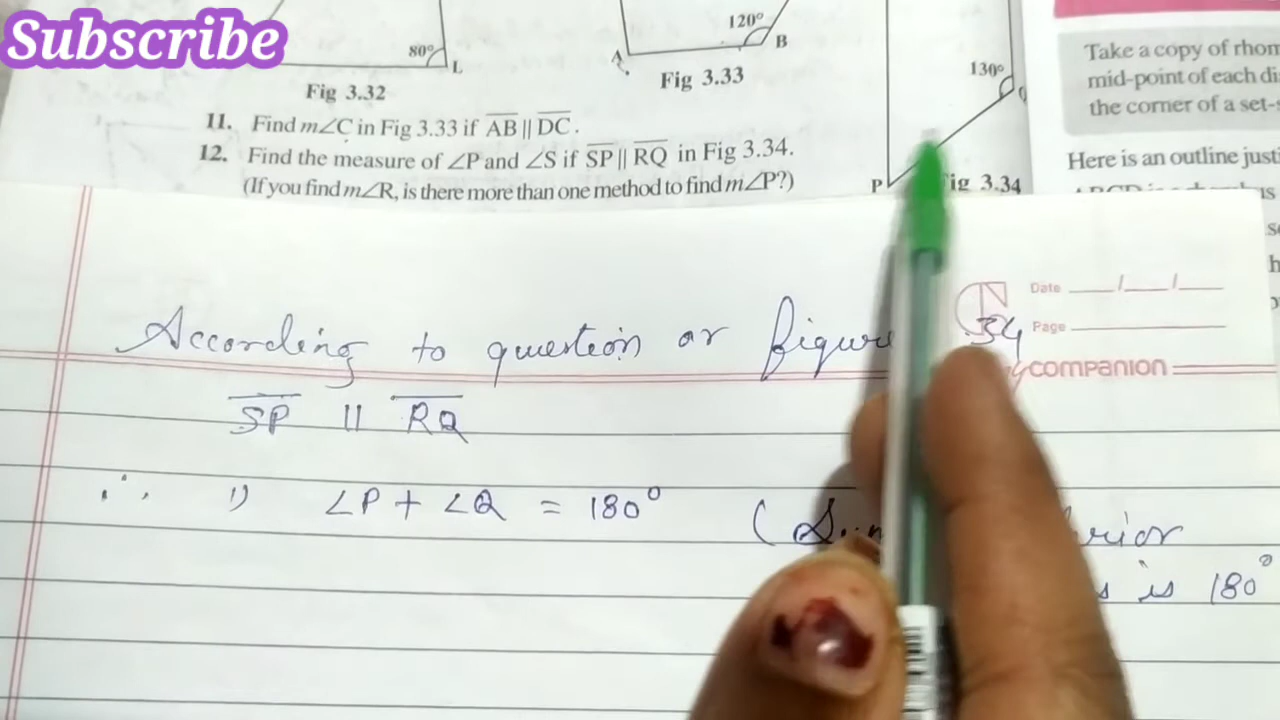 Subscribe
80°
L
Fig 3.32
A
120°
B
Fig 3.33
130°
P
ig 3.34
11. Find m∠C in Fig 3.33 if AB || DC.
12. Find the measure of ∠P and ∠S if SP || RQ in Fig 3.34.
(If you find m∠R, is there more than one method to find m∠P?)
Take a copy of rhom
mid-point of each di
the corner of a set-
Here is an outline justi
Date
Page
COMPANION
According to question or figure 34
SP || RQ
∴ 1) ∠P + ∠Q = 180°
is 180°